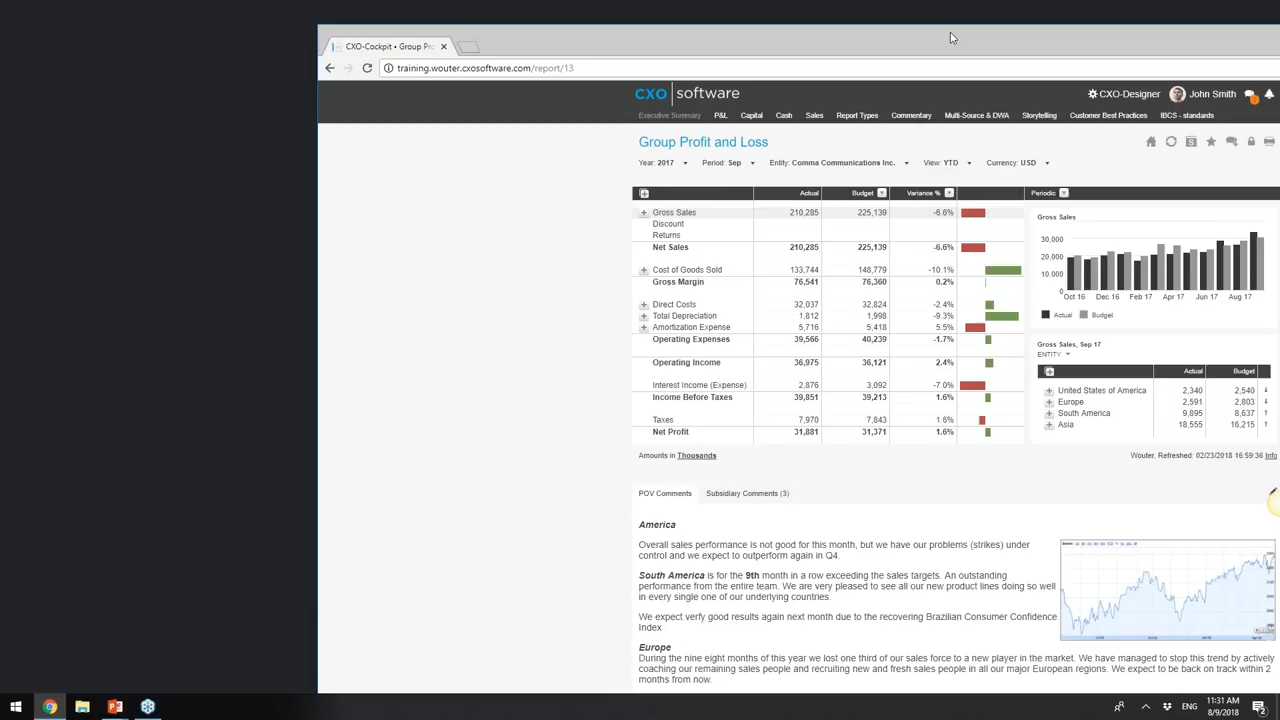 CXO-Cockpit • Group Pro
training.wouter.cxosoftware.com/report/13
cxo software
CXO-Designer John Smith
Executive Summary P&L Capital Cash Sales Report Types Commentary Multi-Source & DWA Storytelling Customer Best Practices IBCS - standards
Group Profit and Loss
Year: 2017 Period: Sep Entity: Comma Communications Inc. View: YTD Currency: USD
Actual Budget Variance % Periodic
Gross Sales 210,285 225,139 -6.6%
Discount
Returns
Net Sales 210,285 225,139 -6.6%
Cost of Goods Sold 133,744 148,779 -10.1%
Gross Margin 76,541 76,360 0.2%
Direct Costs 32,037 32,824 -2.4%
Total Depreciation 1,812 1,998 -9.3%
Amortization Expense 5,716 5,418 5.5%
Operating Expenses 39,566 40,239 -1.7%
Operating Income 36,975 36,121 2.4%
Interest Income (Expense) 2,876 3,092 -7.0%
Income Before Taxes 39,851 39,213 1.6%
Taxes 7,970 7,843 1.6%
Net Profit 31,881 31,371 1.6%
Gross Sales
30,000
20,000
10,000
0
Oct 16 Dec 16 Feb 17 Apr 17 Jun 17 Aug 17
Actual Budget
Gross Sales, Sep 17
ENTITY
Actual Budget
United States of America 2,340 2,540
Europe 2,591 2,803
South America 9,895 8,637
Asia 18,555 16,215
Amounts in Thousands
Wouter, Refreshed: 02/23/2018 16:59:36 Info
POV Comments Subsidiary Comments (3)
America
Overall sales performance is not good for this month, but we have our problems (strikes) under
control and we expect to outperform again in Q4.
South America is for the 9th month in a row exceeding the sales targets. An outstanding
performance from the entire team. We are very pleased to see all our new product lines doing so well
in every single one of our underlying countries.
We expect verfy good results again next month due to the recovering Brazilian Consumer Confidence
Index
Europe
During the nine eight months of this year we lost one third of our sales force to a new player in the market. We have managed to stop this trend by actively
coaching our remaining sales people and recruiting new and fresh sales people in all our major European regions. We expect to be back on track within 2
months from now.
ENG
11:31 AM
8/9/2018
2